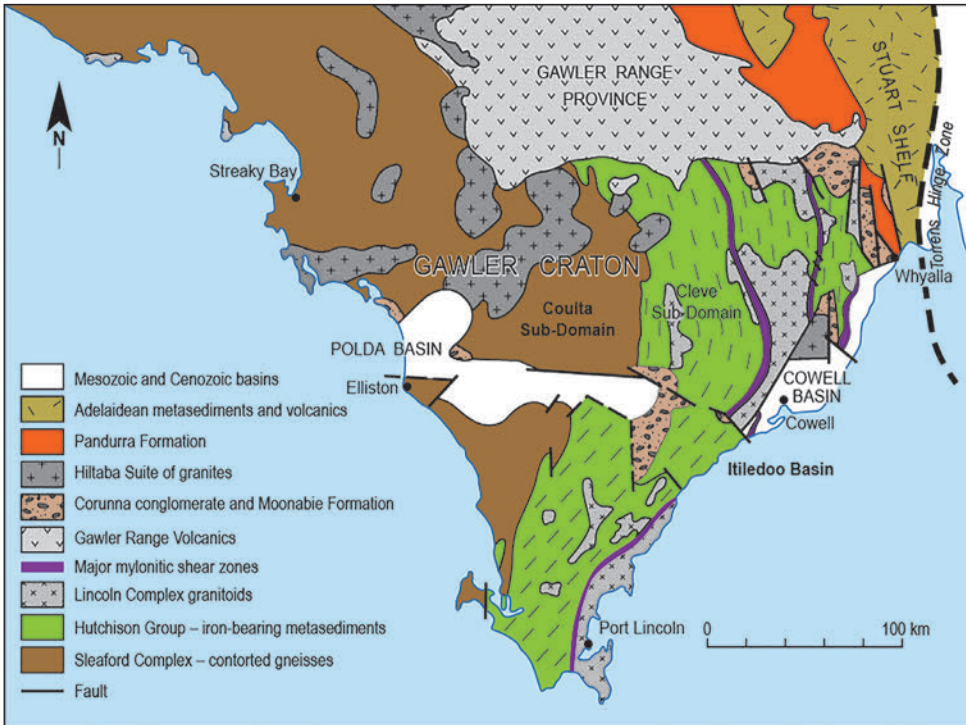 GAWLER RANGE
PROVINCE
STUART SHELF
Torrens Hinge Zone
N
Streaky Bay
GAWLER CRATON
Whyalla
Coulta
Sub-Domain
Cleve
Sub-Domain
POLDA BASIN
Elliston
COWELL
BASIN
Cowell
Itiledoo Basin
Mesozoic and Cenozoic basins
Adelaidean metasediments and volcanics
Pandurra Formation
Hiltaba Suite of granites
Corunna conglomerate and Moonabie Formation
Gawler Range Volcanics
Major mylonitic shear zones
Lincoln Complex granitoids
Hutchison Group – iron-bearing metasediments
Sleaford Complex – contorted gneisses
Fault
Port Lincoln
0 100 km